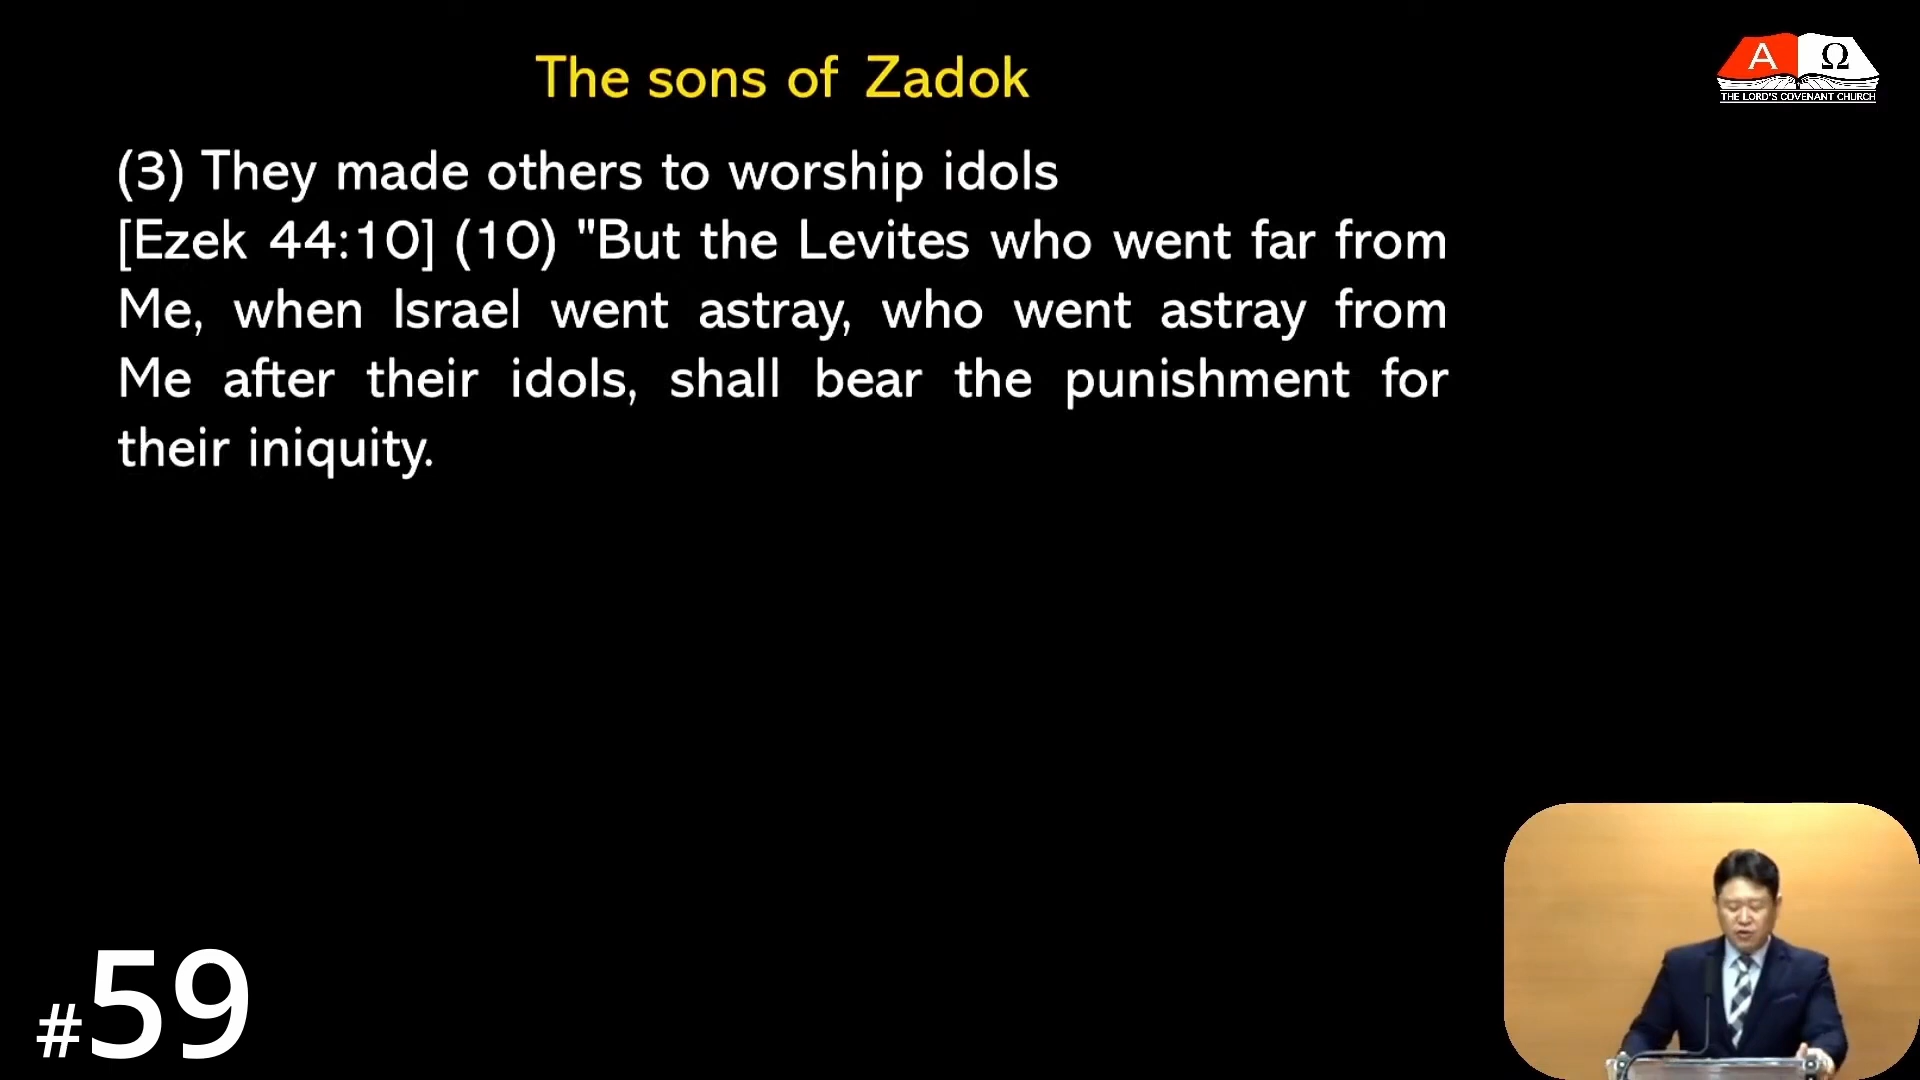 The sons of Zadok
A Ω
THE LORD'S COVENANT CHURCH
(3) They made others to worship idols
[Ezek 44:10] (10) "But the Levites who went far from
Me, when Israel went astray, who went astray from
Me after their idols, shall bear the punishment for
their iniquity.
#59